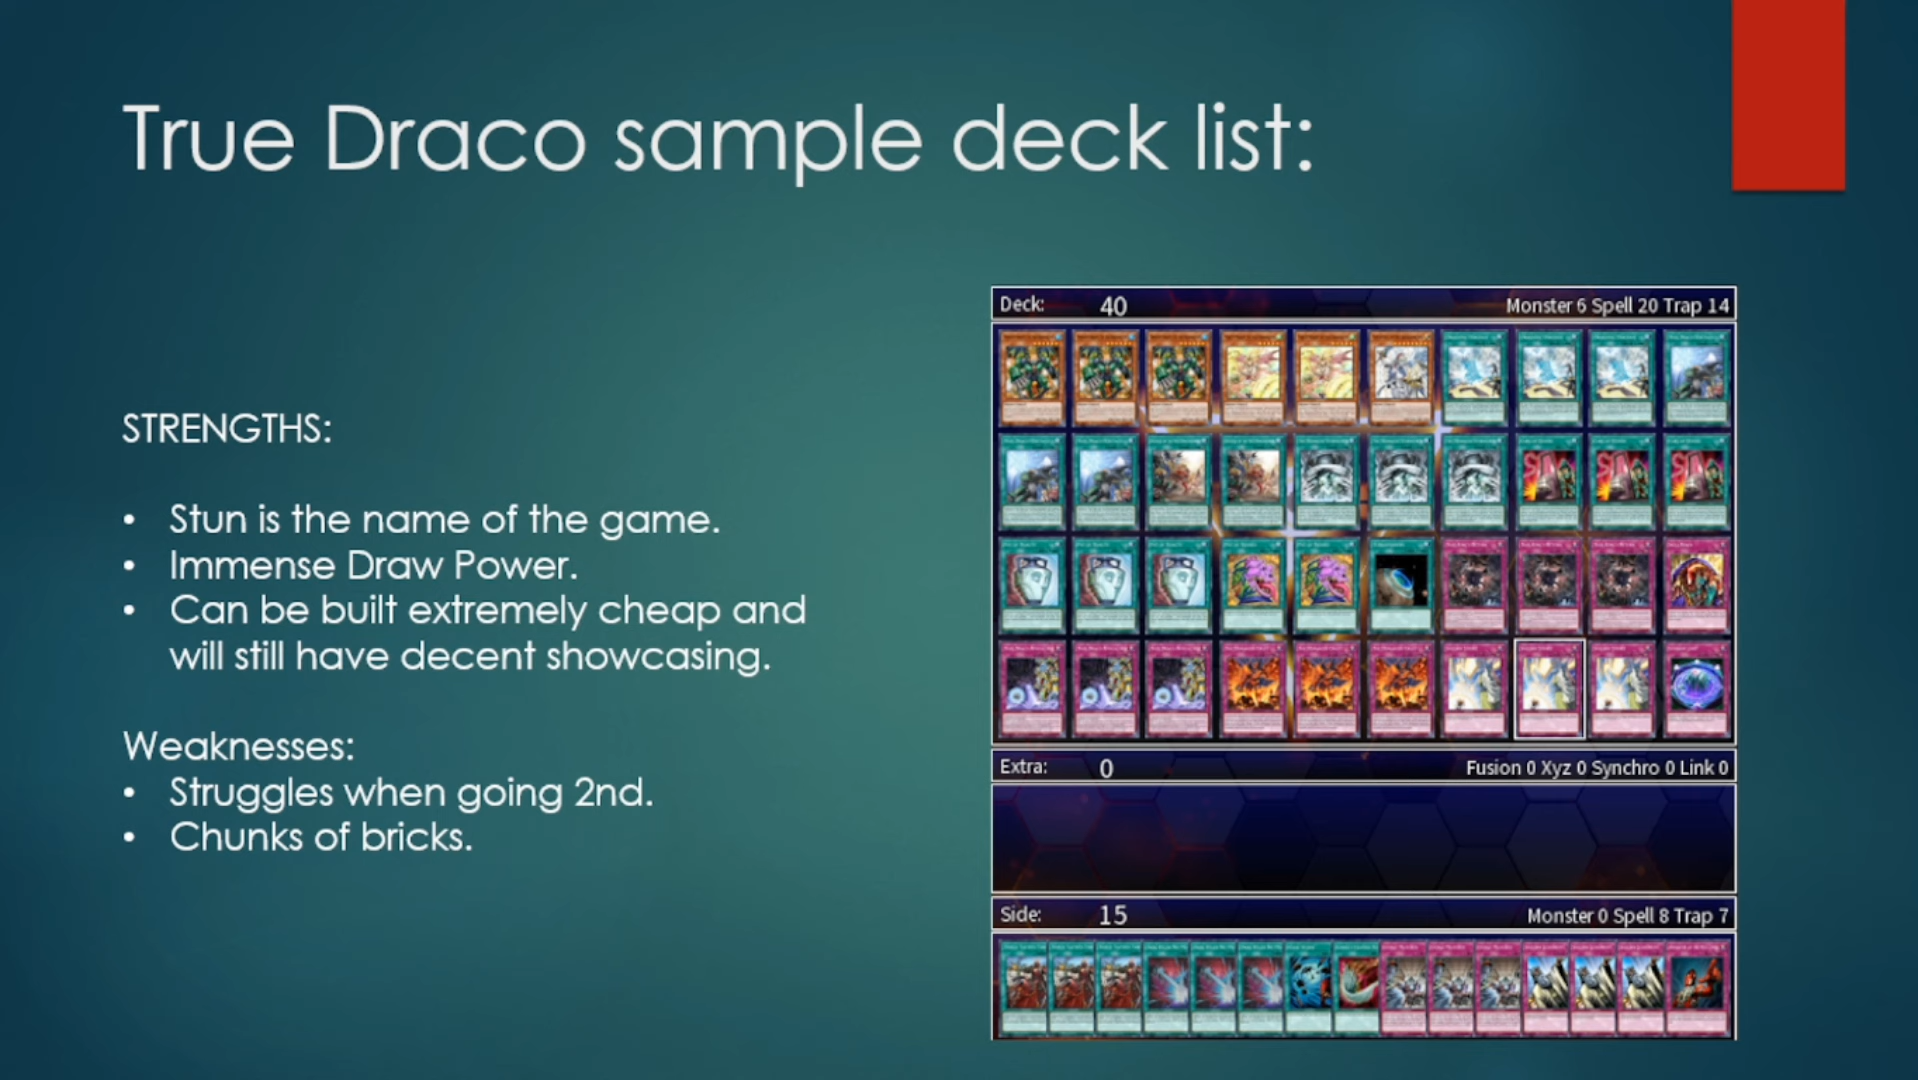 True Draco sample deck list:
STRENGTHS:
• Stun is the name of the game.
• Immense Draw Power.
• Can be built extremely cheap and
will still have decent showcasing.
Weaknesses:
• Struggles when going 2nd.
• Chunks of bricks.
Deck: 40 Monster 6 Spell 20 Trap 14
Extra: 0 Fusion 0 Xyz 0 Synchro 0 Link 0
Side: 15 Monster 0 Spell 8 Trap 7